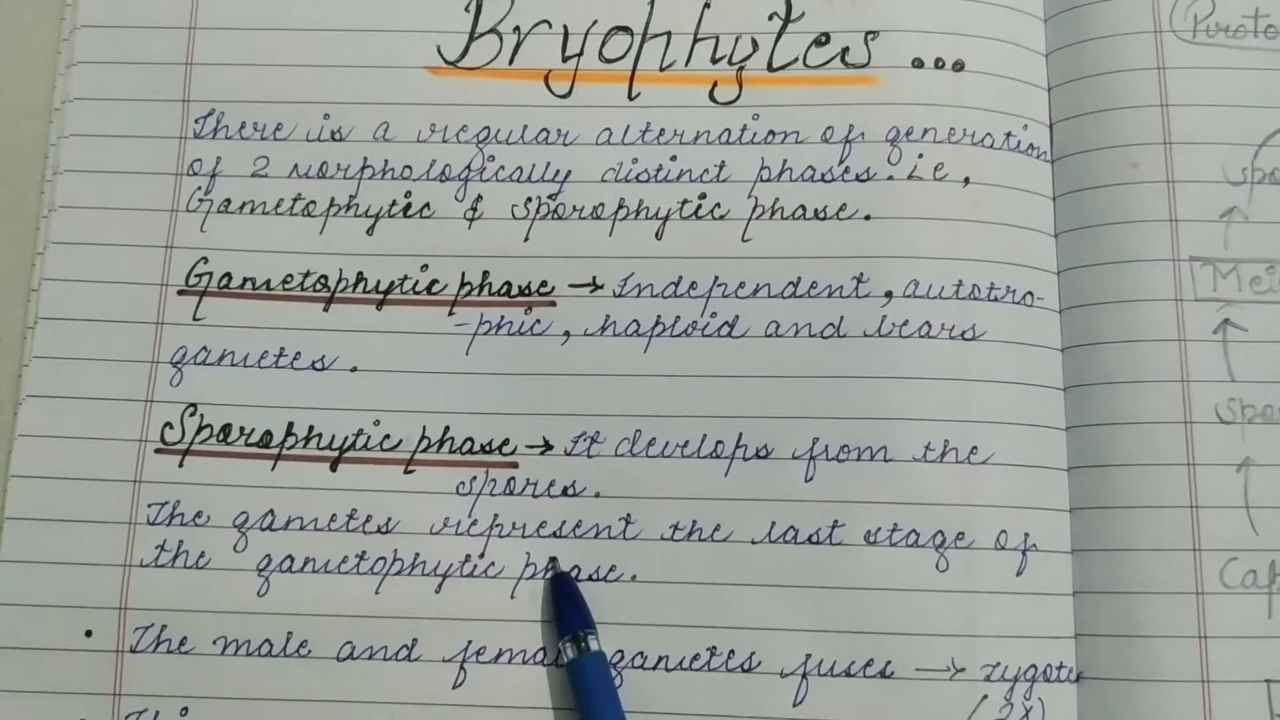 Bryophytes ...
There is a regular alternation of generation
of 2 morphologically distinct phases. i.e,
Gametophytic & Sporophytic phase.
Gametophytic phase → Independent, autotro-
-phic, haploid and bears
gametes.
Sporophytic phase → It develops from the
spores.
The gametes represent the last stage of
the gametophytic phase.
• The male and female gametes fuses → zygote
(2X)